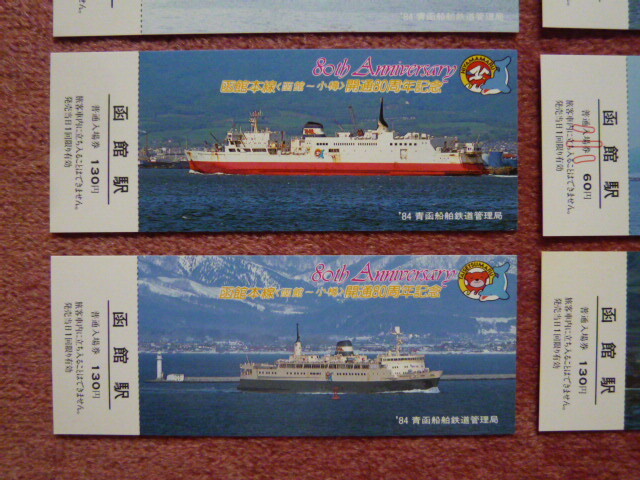 '84 青函船舶鉄道管理局
80th Anniversary
函館本線〈函館－小樽〉開通80周年記念
'84 青函船舶鉄道管理局
函館駅
普通入場券 130円
旅客車内に立ち入ることはできません。
発売当日1回限り有効
80th Anniversary
函館本線〈函館－小樽〉開通80周年記念
'84 青函船舶鉄道管理局
函館駅
普通入場券 130円
旅客車内に立ち入ることはできません。
発売当日1回限り有効
函館駅
普通入場券 60円
旅客車内に立ち入ることはできません。
発売当日1回限り有効
函館駅
普通入場券 130円
旅客車内に立ち入ることはできません。
発売当日1回限り有効